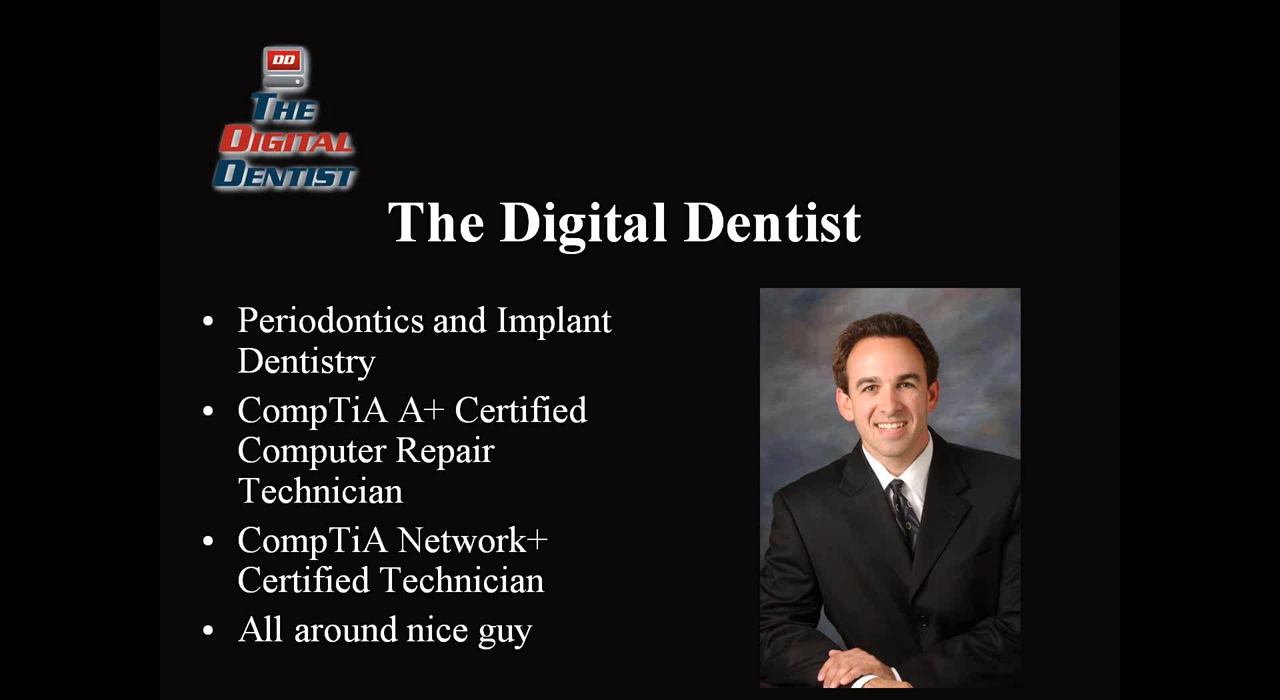 DD
THE
DIGITAL
DENTIST
The Digital Dentist
• Periodontics and Implant
Dentistry
• CompTiA A+ Certified
Computer Repair
Technician
• CompTiA Network+
Certified Technician
• All around nice guy